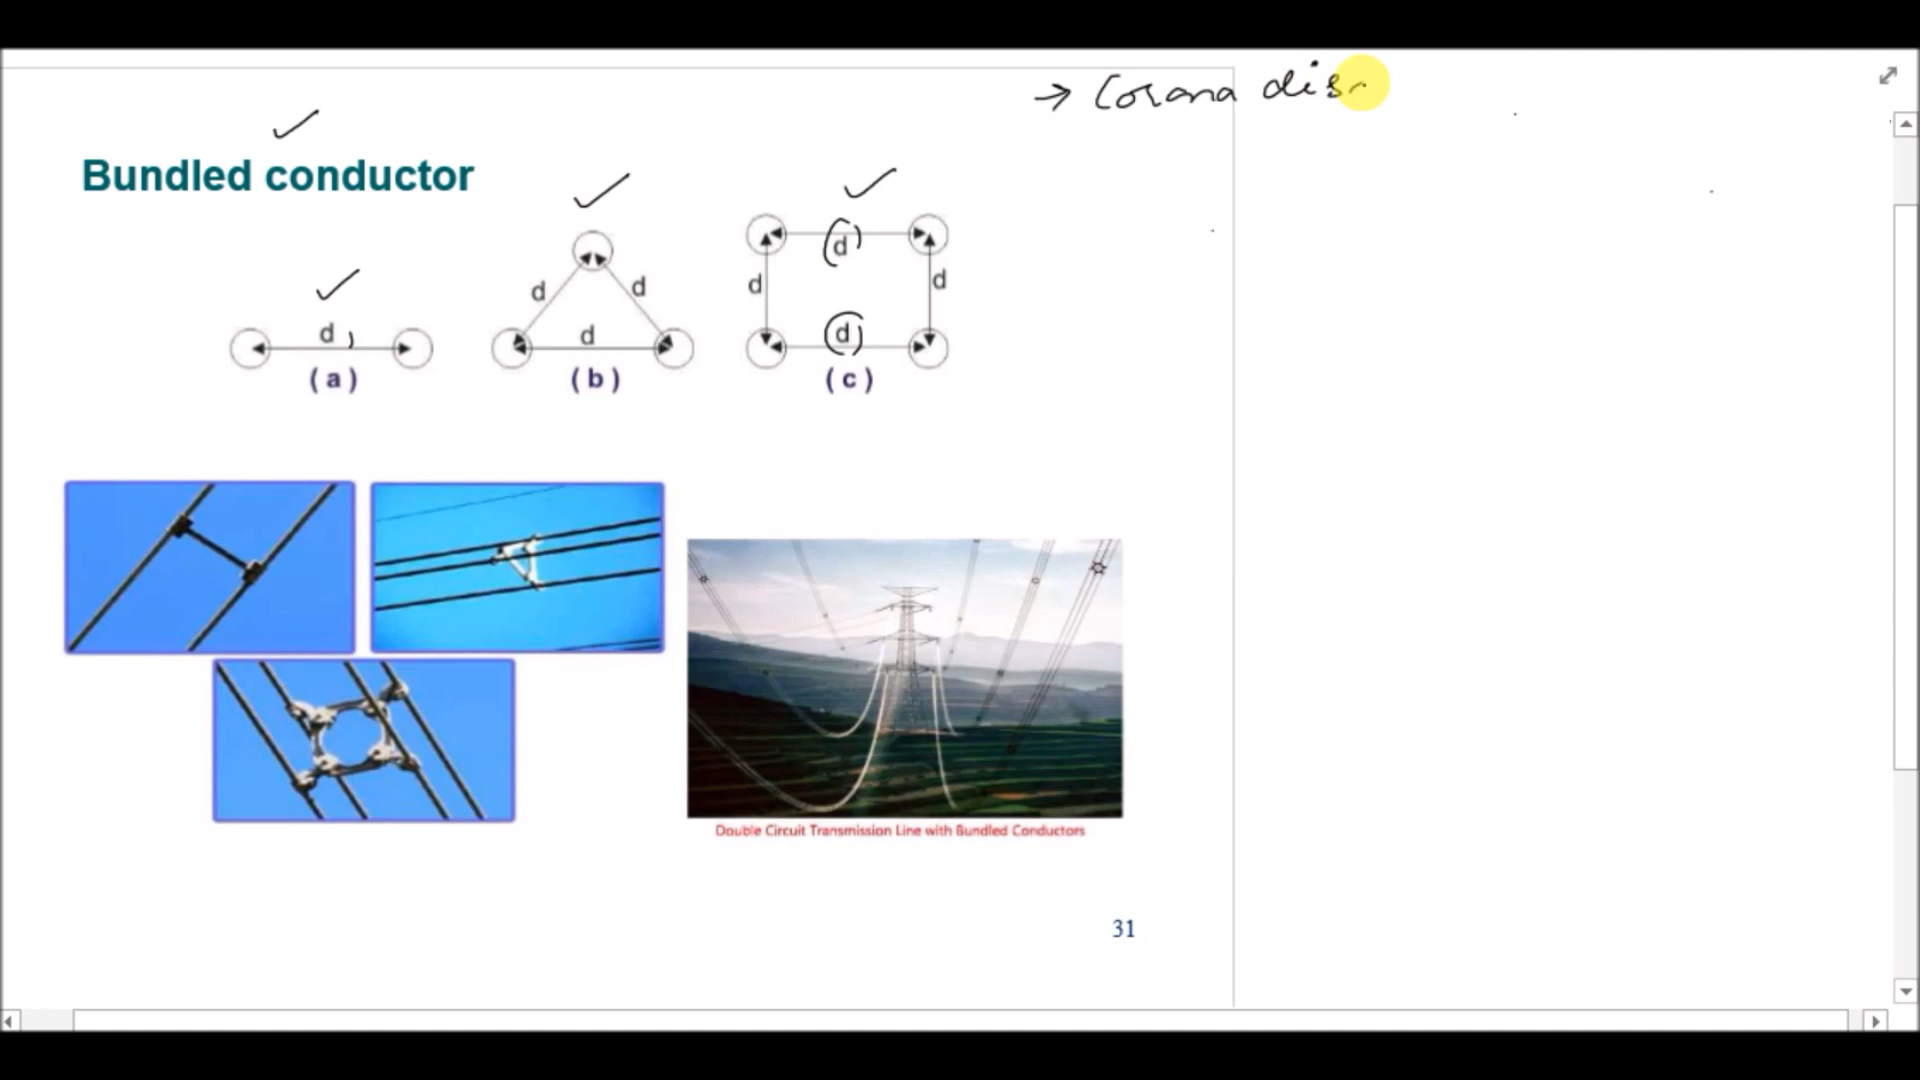 → Corona dis
Bundled conductor
d
( a )
d d
d
( b )
d
d d
d
( c )
Double Circuit Transmission Line with Bundled Conductors
31